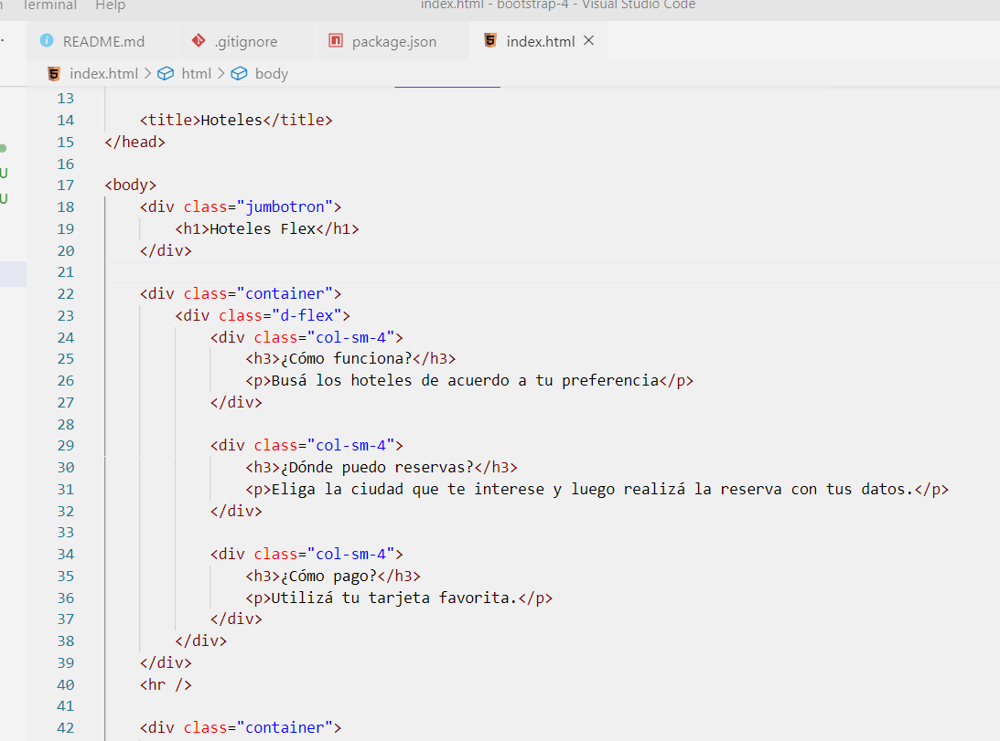 Terminal Help index.html - bootstrap-4 - Visual Studio Code
README.md .gitignore package.json index.html
index.html > html > body
13
14 <title>Hoteles</title>
15 </head>
16
17 <body>
18 <div class="jumbotron">
19 <h1>Hoteles Flex</h1>
20 </div>
21
22 <div class="container">
23 <div class="d-flex">
24 <div class="col-sm-4">
25 <h3>¿Cómo funciona?</h3>
26 <p>Busá los hoteles de acuerdo a tu preferencia</p>
27 </div>
28
29 <div class="col-sm-4">
30 <h3>¿Dónde puedo reservas?</h3>
31 <p>Eliga la ciudad que te interese y luego realizá la reserva con tus datos.</p>
32 </div>
33
34 <div class="col-sm-4">
35 <h3>¿Cómo pago?</h3>
36 <p>Utilizá tu tarjeta favorita.</p>
37 </div>
38 </div>
39 </div>
40 <hr />
41
42 <div class="container">
U
U